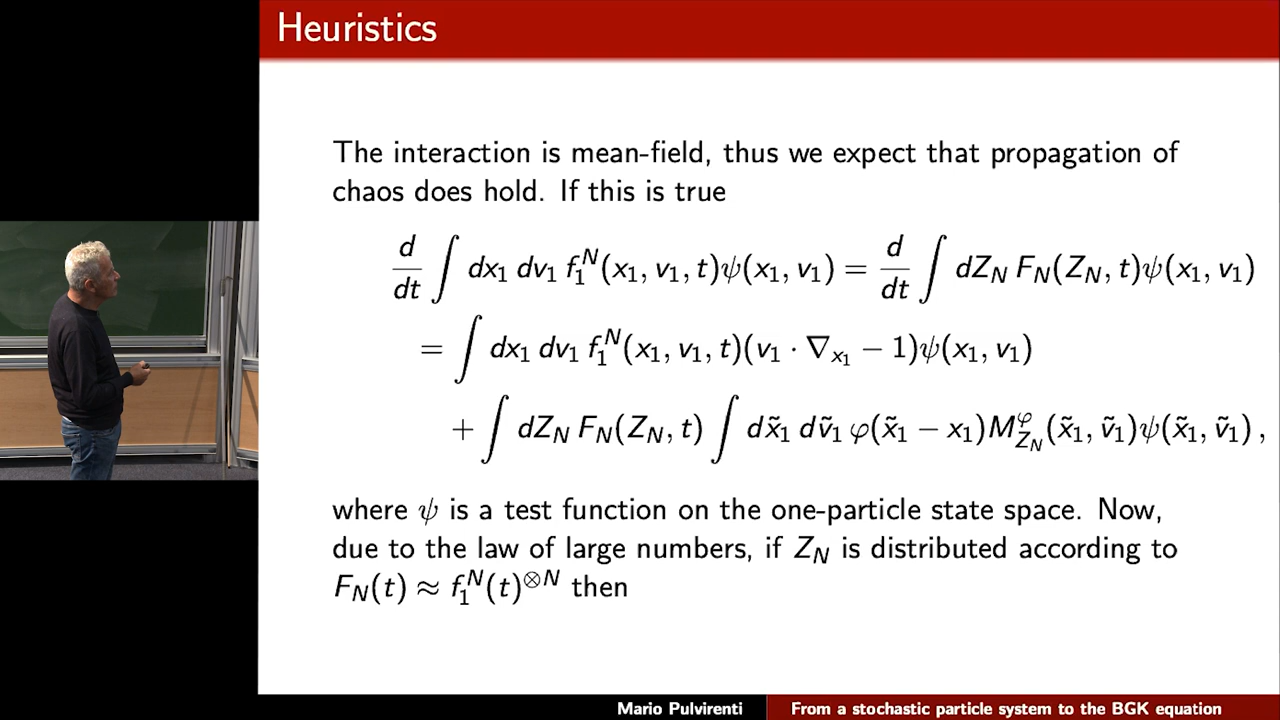 Heuristics
The interaction is mean-field, thus we expect that propagation of
chaos does hold. If this is true
d/dt ∫ dx₁ dv₁ f₁ᴺ(x₁, v₁, t)ψ(x₁, v₁) = d/dt ∫ dZ_N F_N(Z_N, t)ψ(x₁, v₁)
= ∫ dx₁ dv₁ f₁ᴺ(x₁, v₁, t)(v₁ · ∇_{x₁} − 1)ψ(x₁, v₁)
+ ∫ dZ_N F_N(Z_N, t) ∫ dx̃₁ dṽ₁ φ(x̃₁ − x₁)M^φ_{Z_N}(x̃₁, ṽ₁)ψ(x̃₁, ṽ₁) ,
where ψ is a test function on the one-particle state space. Now,
due to the law of large numbers, if Z_N is distributed according to
F_N(t) ≈ f₁ᴺ(t)^{⊗N} then
Mario Pulvirenti
From a stochastic particle system to the BGK equation